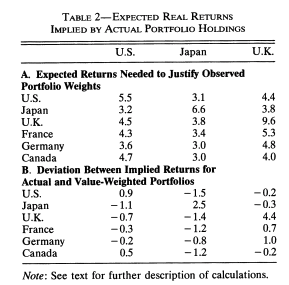 TABLE 2—EXPECTED REAL RETURNS
IMPLIED BY ACTUAL PORTFOLIO HOLDINGS
U.S. Japan U.K.
A. Expected Returns Needed to Justify Observed
Portfolio Weights
U.S. 5.5 3.1 4.4
Japan 3.2 6.6 3.8
U.K. 4.5 3.8 9.6
France 4.3 3.4 5.3
Germany 3.6 3.0 4.8
Canada 4.7 3.0 4.0
B. Deviation Between Implied Returns for
Actual and Value-Weighted Portfolios
U.S. 0.9 −1.5 −0.2
Japan −1.1 2.5 −0.3
U.K. −0.7 −1.4 4.4
France −0.3 −1.2 0.7
Germany −0.2 −0.8 1.0
Canada 0.5 −1.2 −0.2
Note: See text for further description of calculations.